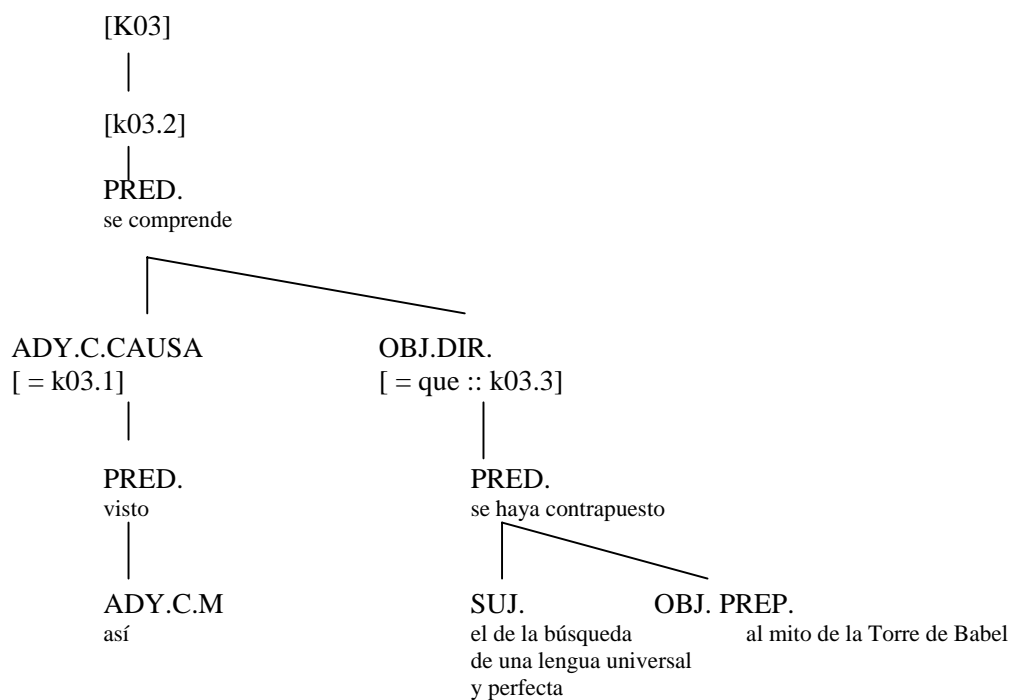 [K03]
[k03.2]
PRED.
se comprende
ADY.C.CAUSA
[ = k03.1]
OBJ.DIR.
[ = que :: k03.3]
PRED.
visto
PRED.
se haya contrapuesto
ADY.C.M
así
SUJ.
el de la búsqueda
de una lengua universal
y perfecta
OBJ. PREP.
al mito de la Torre de Babel